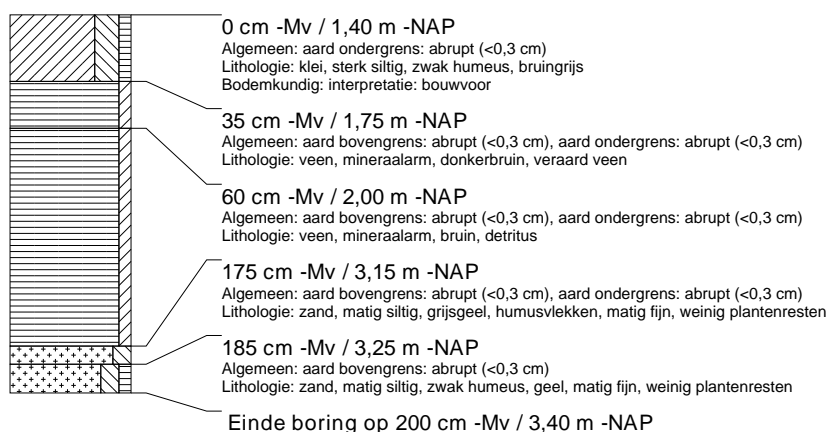 0 cm -Mv / 1,40 m -NAP
Algemeen: aard ondergrens: abrupt (<0,3 cm)
Lithologie: klei, sterk siltig, zwak humeus, bruingrijs
Bodemkundig: interpretatie: bouwvoor
35 cm -Mv / 1,75 m -NAP
Algemeen: aard bovengrens: abrupt (<0,3 cm), aard ondergrens: abrupt (<0,3 cm)
Lithologie: veen, mineraalarm, donkerbruin, veraard veen
60 cm -Mv / 2,00 m -NAP
Algemeen: aard bovengrens: abrupt (<0,3 cm), aard ondergrens: abrupt (<0,3 cm)
Lithologie: veen, mineraalarm, bruin, detritus
175 cm -Mv / 3,15 m -NAP
Algemeen: aard bovengrens: abrupt (<0,3 cm), aard ondergrens: abrupt (<0,3 cm)
Lithologie: zand, matig siltig, grijsgeel, humusvlekken, matig fijn, weinig plantenresten
185 cm -Mv / 3,25 m -NAP
Algemeen: aard bovengrens: abrupt (<0,3 cm)
Lithologie: zand, matig siltig, zwak humeus, geel, matig fijn, weinig plantenresten
Einde boring op 200 cm -Mv / 3,40 m -NAP